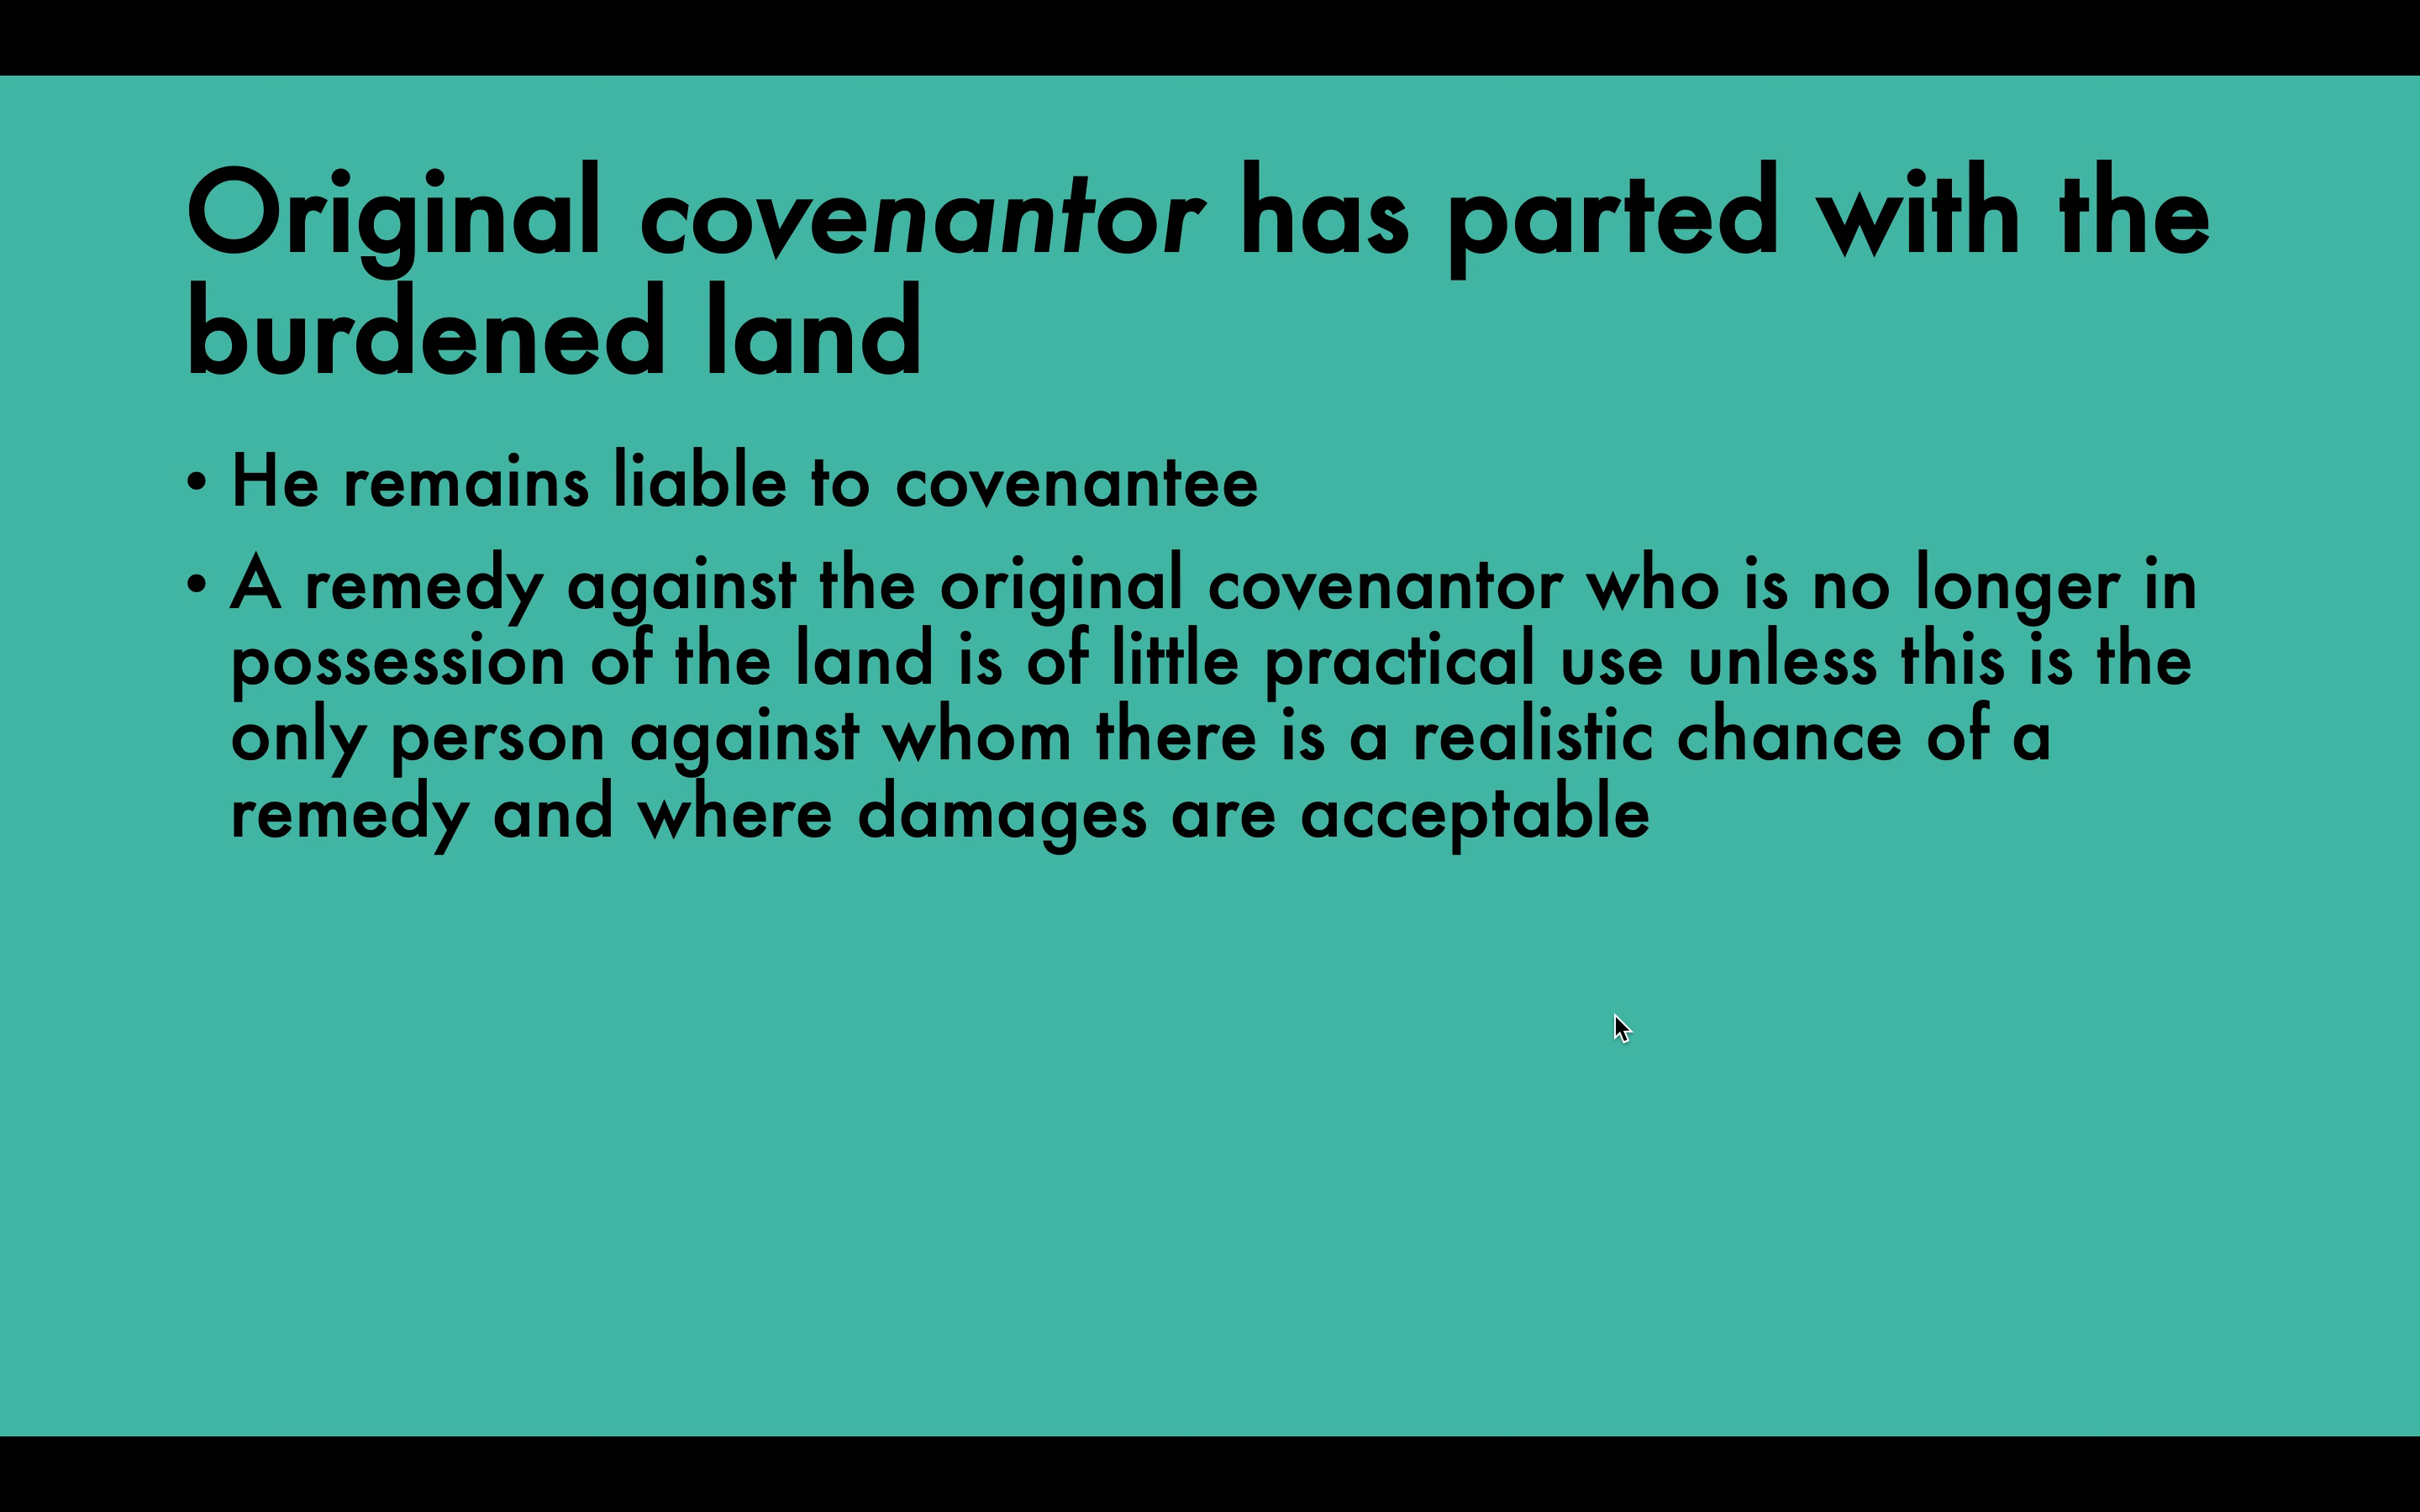 Original covenantor has parted with the
burdened land
• He remains liable to covenantee
• A remedy against the original covenantor who is no longer in
possession of the land is of little practical use unless this is the
only person against whom there is a realistic chance of a
remedy and where damages are acceptable